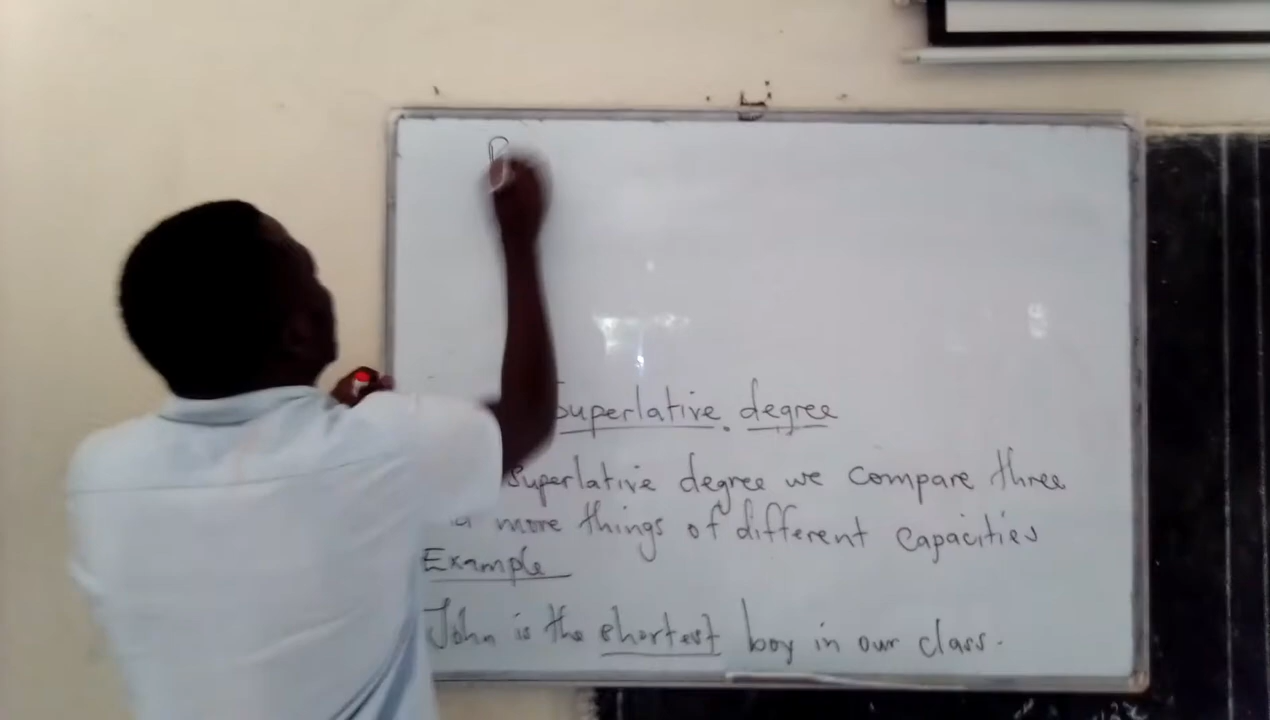 Superlative degree
superlative degree we compare three
more things of different capacities
Example
John is the shortest boy in our class.